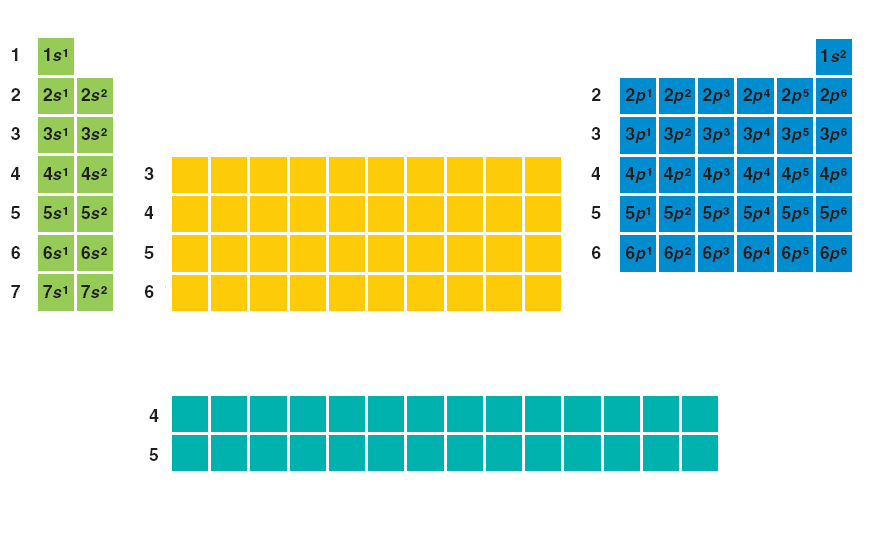 1 1s¹ 1s²
2 2s¹ 2s² 2 2p¹ 2p² 2p³ 2p⁴ 2p⁵ 2p⁶
3 3s¹ 3s² 3 3p¹ 3p² 3p³ 3p⁴ 3p⁵ 3p⁶
4 4s¹ 4s² 3 4 4p¹ 4p² 4p³ 4p⁴ 4p⁵ 4p⁶
5 5s¹ 5s² 4 5 5p¹ 5p² 5p³ 5p⁴ 5p⁵ 5p⁶
6 6s¹ 6s² 5 6 6p¹ 6p² 6p³ 6p⁴ 6p⁵ 6p⁶
7 7s¹ 7s² 6
4
5